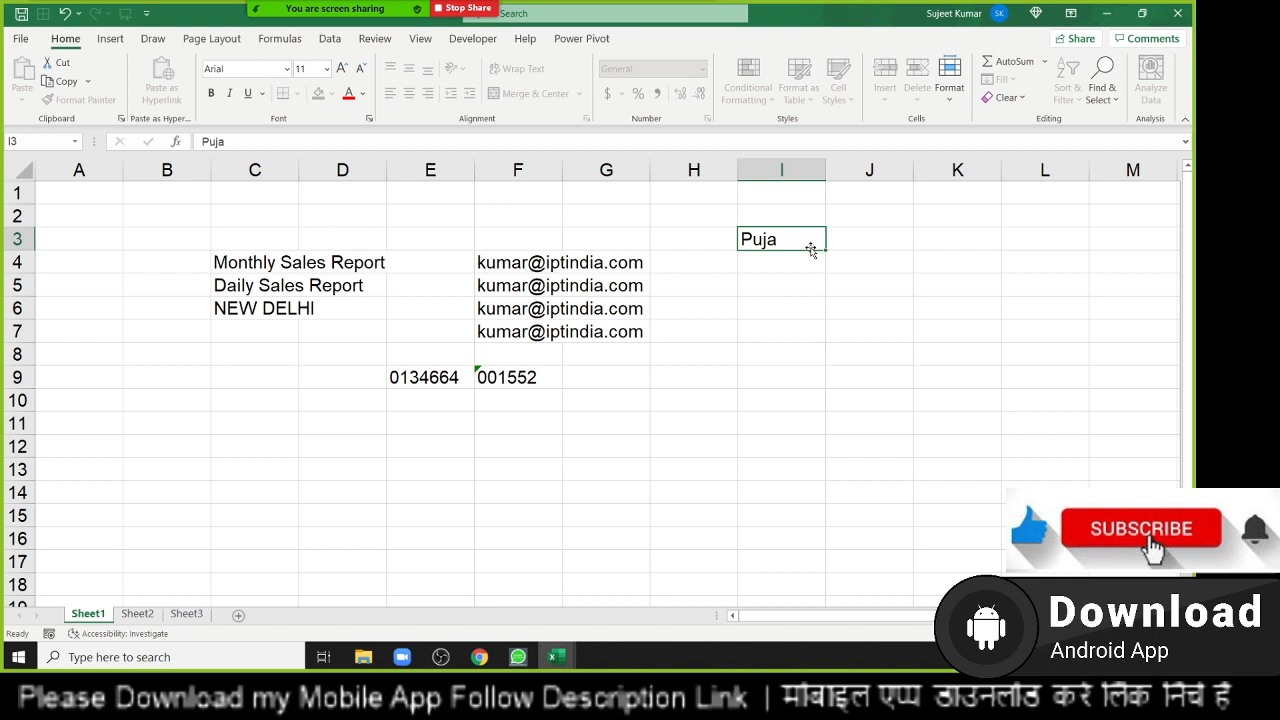 You are screen sharing
Stop Share
Search
Sujeet Kumar
SK
File Home Insert Draw Page Layout Formulas Data Review View Developer Help Power Pivot
Share
Comments
Paste
Cut
Copy
Format Painter
Clipboard
Paste as Hyperlink
Paste as Hyper...
Arial 11
B I U
Font
Wrap Text
Merge & Center
Alignment
General
Number
Conditional Formatting
Format as Table
Cell Styles
Styles
Insert Delete Format
Cells
AutoSum
Fill
Clear
Sort & Filter
Find & Select
Editing
Analyze Data
Analysis
I3 fx Puja
A B C D E F G H I J K L M
1
2
3 Puja
4 Monthly Sales Report kumar@iptindia.com
5 Daily Sales Report kumar@iptindia.com
6 NEW DELHI kumar@iptindia.com
7 kumar@iptindia.com
8
9 0134664 001552
10
11
12
13
14
15
16
17
18
SUBSCRIBE
Sheet1 Sheet2 Sheet3
Ready Accessibility: Investigate
Download
Android App
Type here to search
Please Download my Mobile App Follow Description Link | मोबाइल एप्प डाउनलोड करे लिंक निचे है